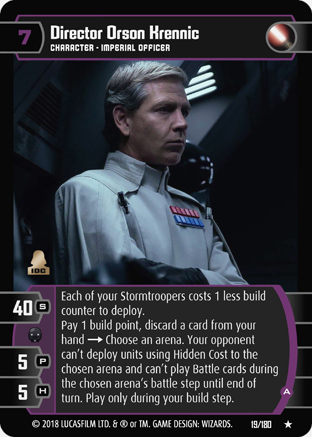 7
Director Orson Krennic
CHARACTER - IMPERIAL OFFICER
IDC
40 S
5 P
5 H
Each of your Stormtroopers costs 1 less build
counter to deploy.
Pay 1 build point, discard a card from your
hand → Choose an arena. Your opponent
can't deploy units using Hidden Cost to the
chosen arena and can't play Battle cards during
the chosen arena's battle step until end of
turn. Play only during your build step.
A
© 2018 LUCASFILM LTD. & ® or TM. GAME DESIGN: WIZARDS.
19/180
★